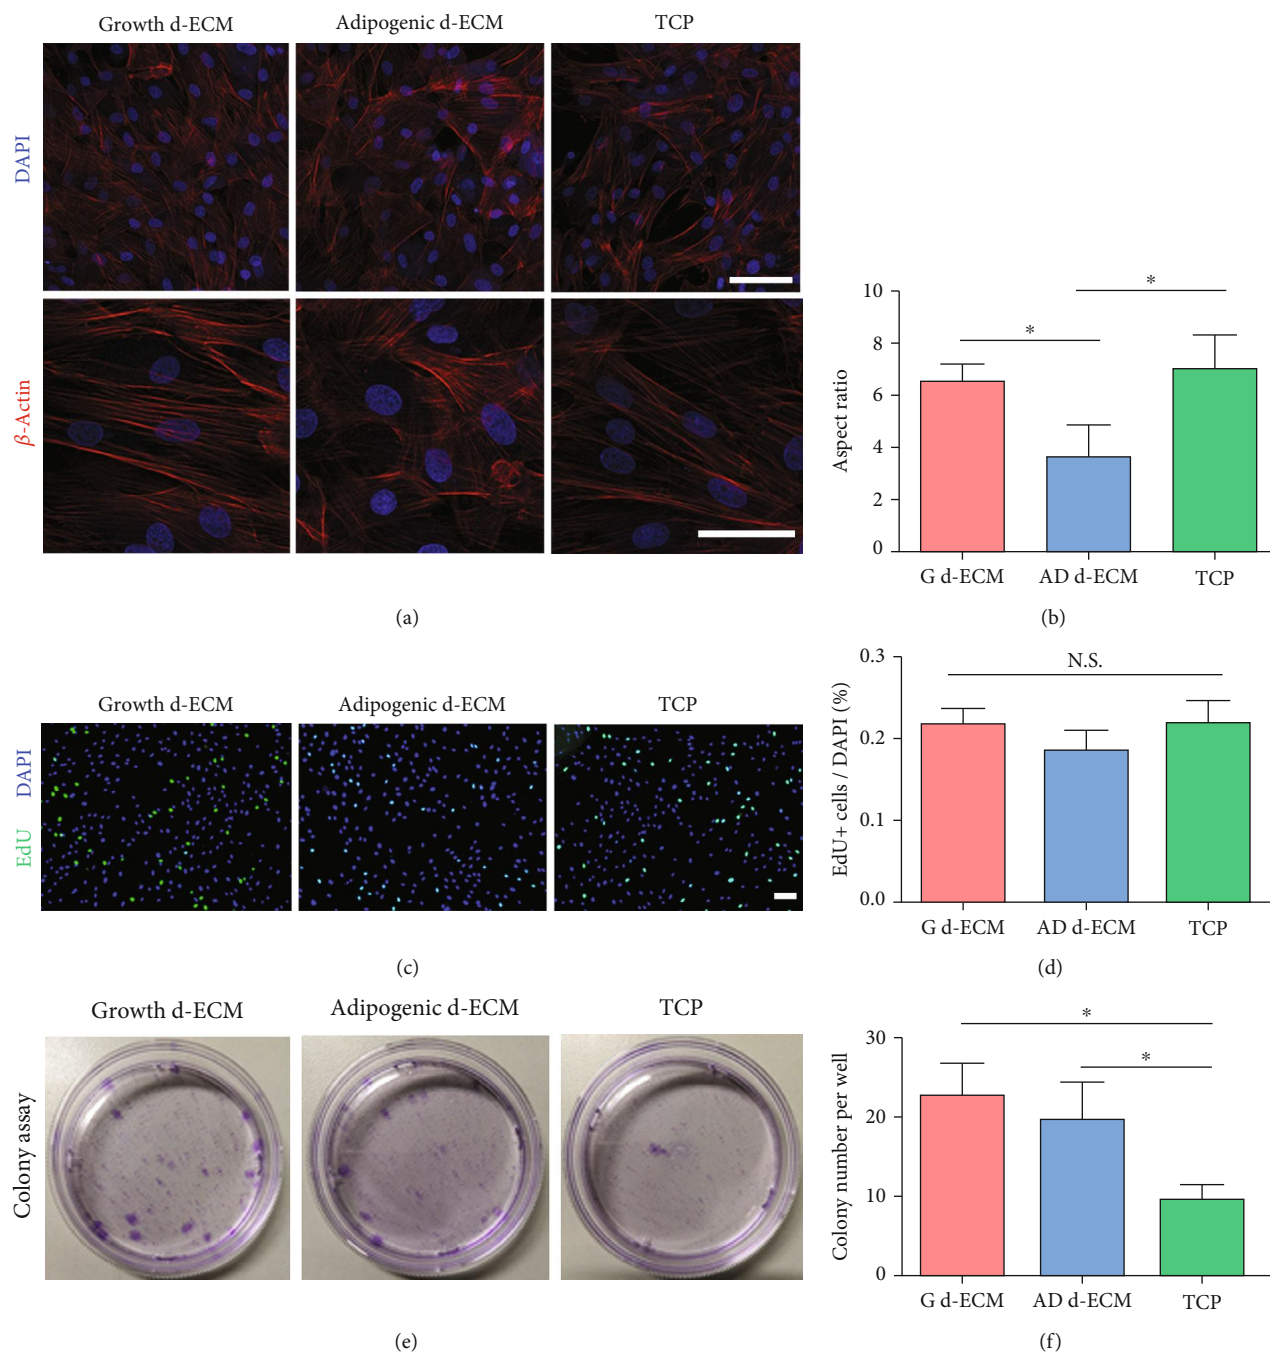 Growth d-ECM
Adipogenic d-ECM
TCP
DAPI
β-Actin
(a)
Aspect ratio
10
8
6
4
2
0
*
*
G d-ECM
AD d-ECM
TCP
(b)
Growth d-ECM
Adipogenic d-ECM
TCP
EdU DAPI
(c)
EdU+ cells / DAPI (%)
0.3
0.2
0.1
0.0
N.S.
G d-ECM
AD d-ECM
TCP
(d)
Growth d-ECM
Adipogenic d-ECM
TCP
Colony assay
(e)
Colony number per well
30
20
10
0
*
*
G d-ECM
AD d-ECM
TCP
(f)